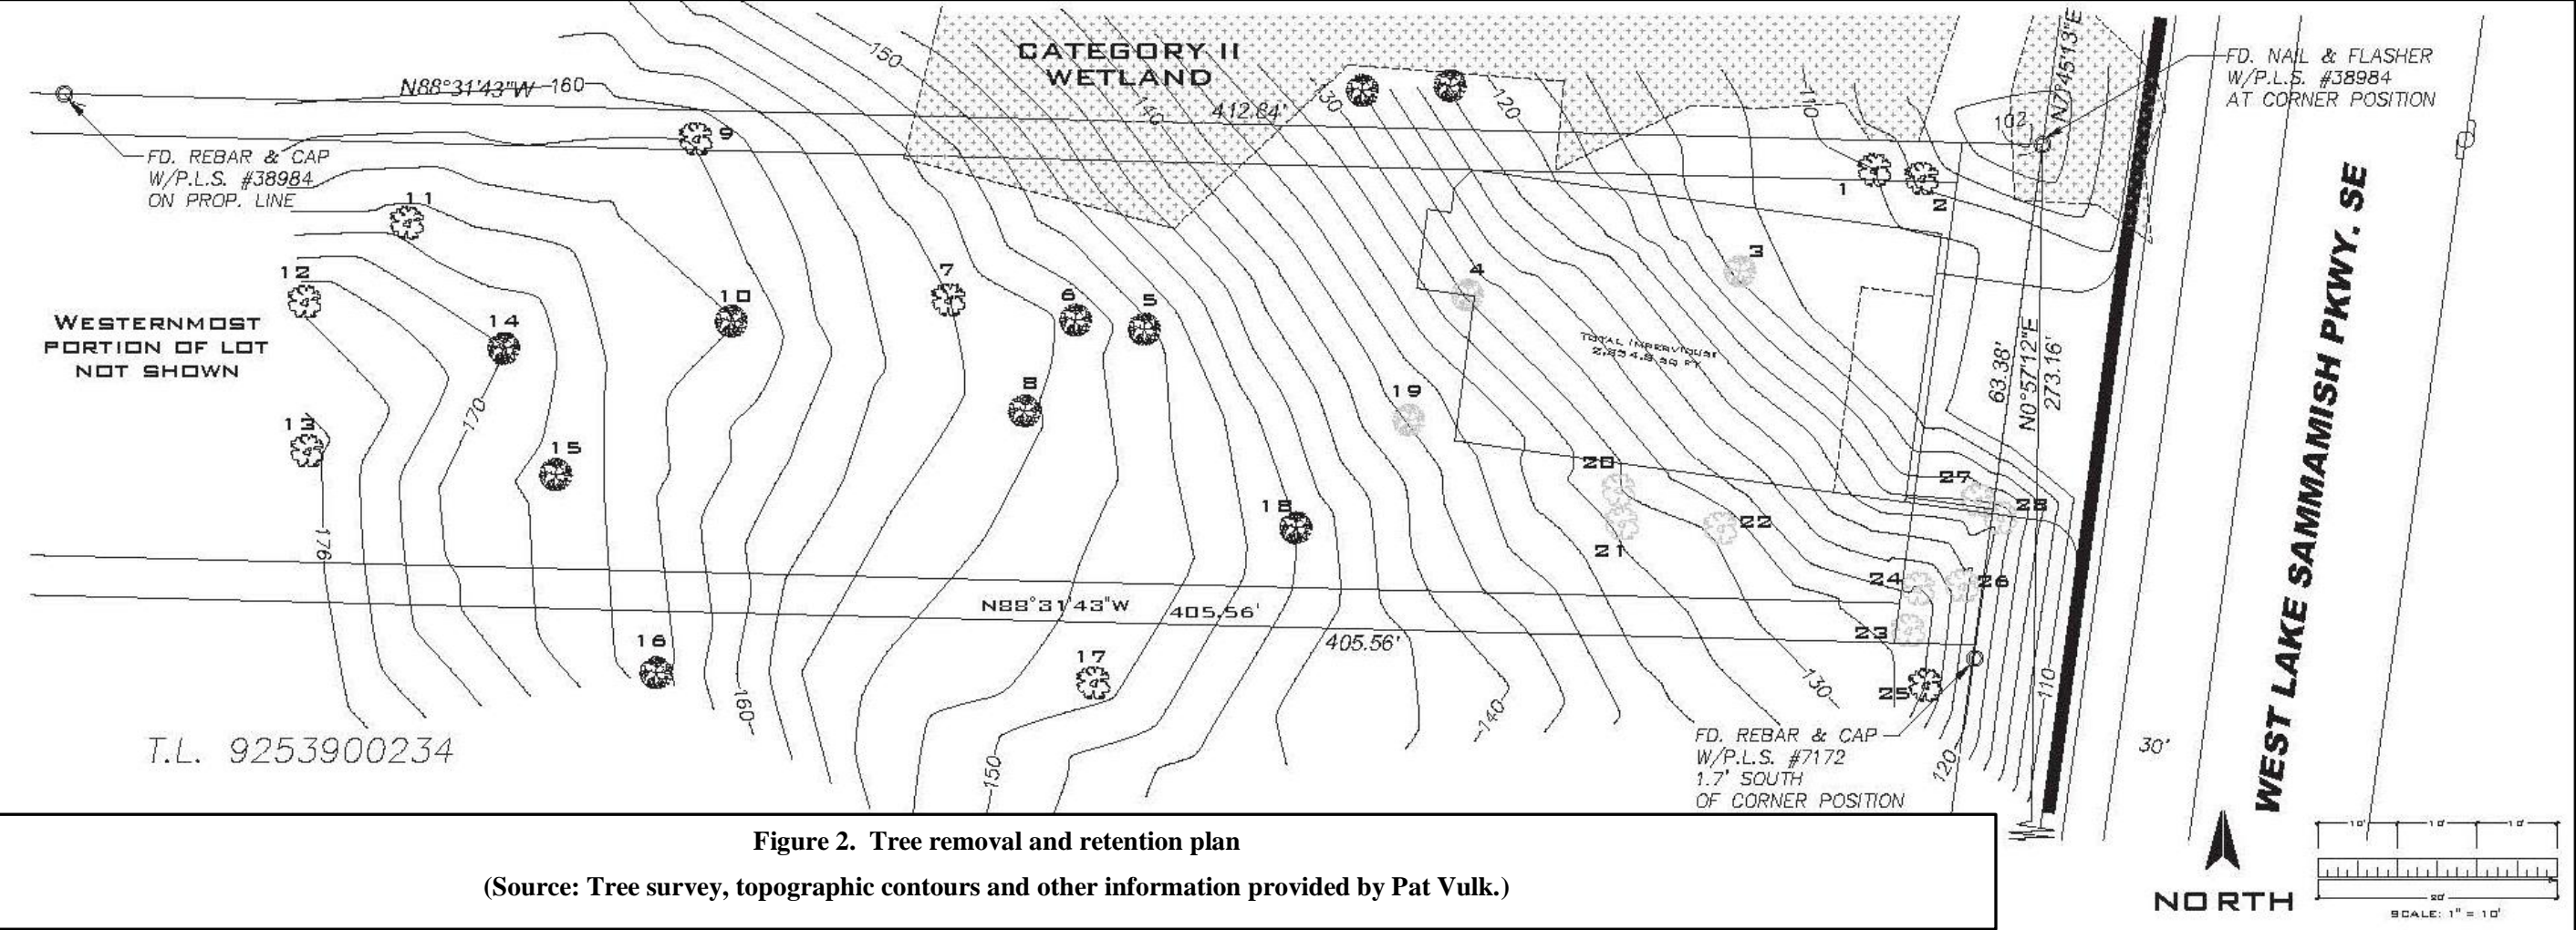 CATEGORY II
WETLAND
150
N88°31'43"W
160
140
412.84'
130
120
110
102
N7°45'13"E
FD. NAIL & FLASHER
W/P.L.S. #38984
AT CORNER POSITION
FD. REBAR & CAP
W/P.L.S. #38984
ON PROP. LINE
9
11
1
2
3
12
7
4
10
6
5
14
WESTERNMOST
PORTION OF LOT
NOT SHOWN
TOTAL IMPERVIOUS
63.38'
N0°57'12"E
273.16'
WEST LAKE SAMMAMISH PKWY. SE
8
19
170
13
15
20
27
28
18
22
21
176
24
26
N88°31'43"W
405.56'
23
16
405.56'
17
25
130
110
160
140
FD. REBAR & CAP
W/P.L.S. #7172
1.7' SOUTH
OF CORNER POSITION
120
150
T.L. 9253900234
30'
Figure 2. Tree removal and retention plan
(Source: Tree survey, topographic contours and other information provided by Pat Vulk.)
NORTH
10' 10' 10'
SCALE: 1" = 10'